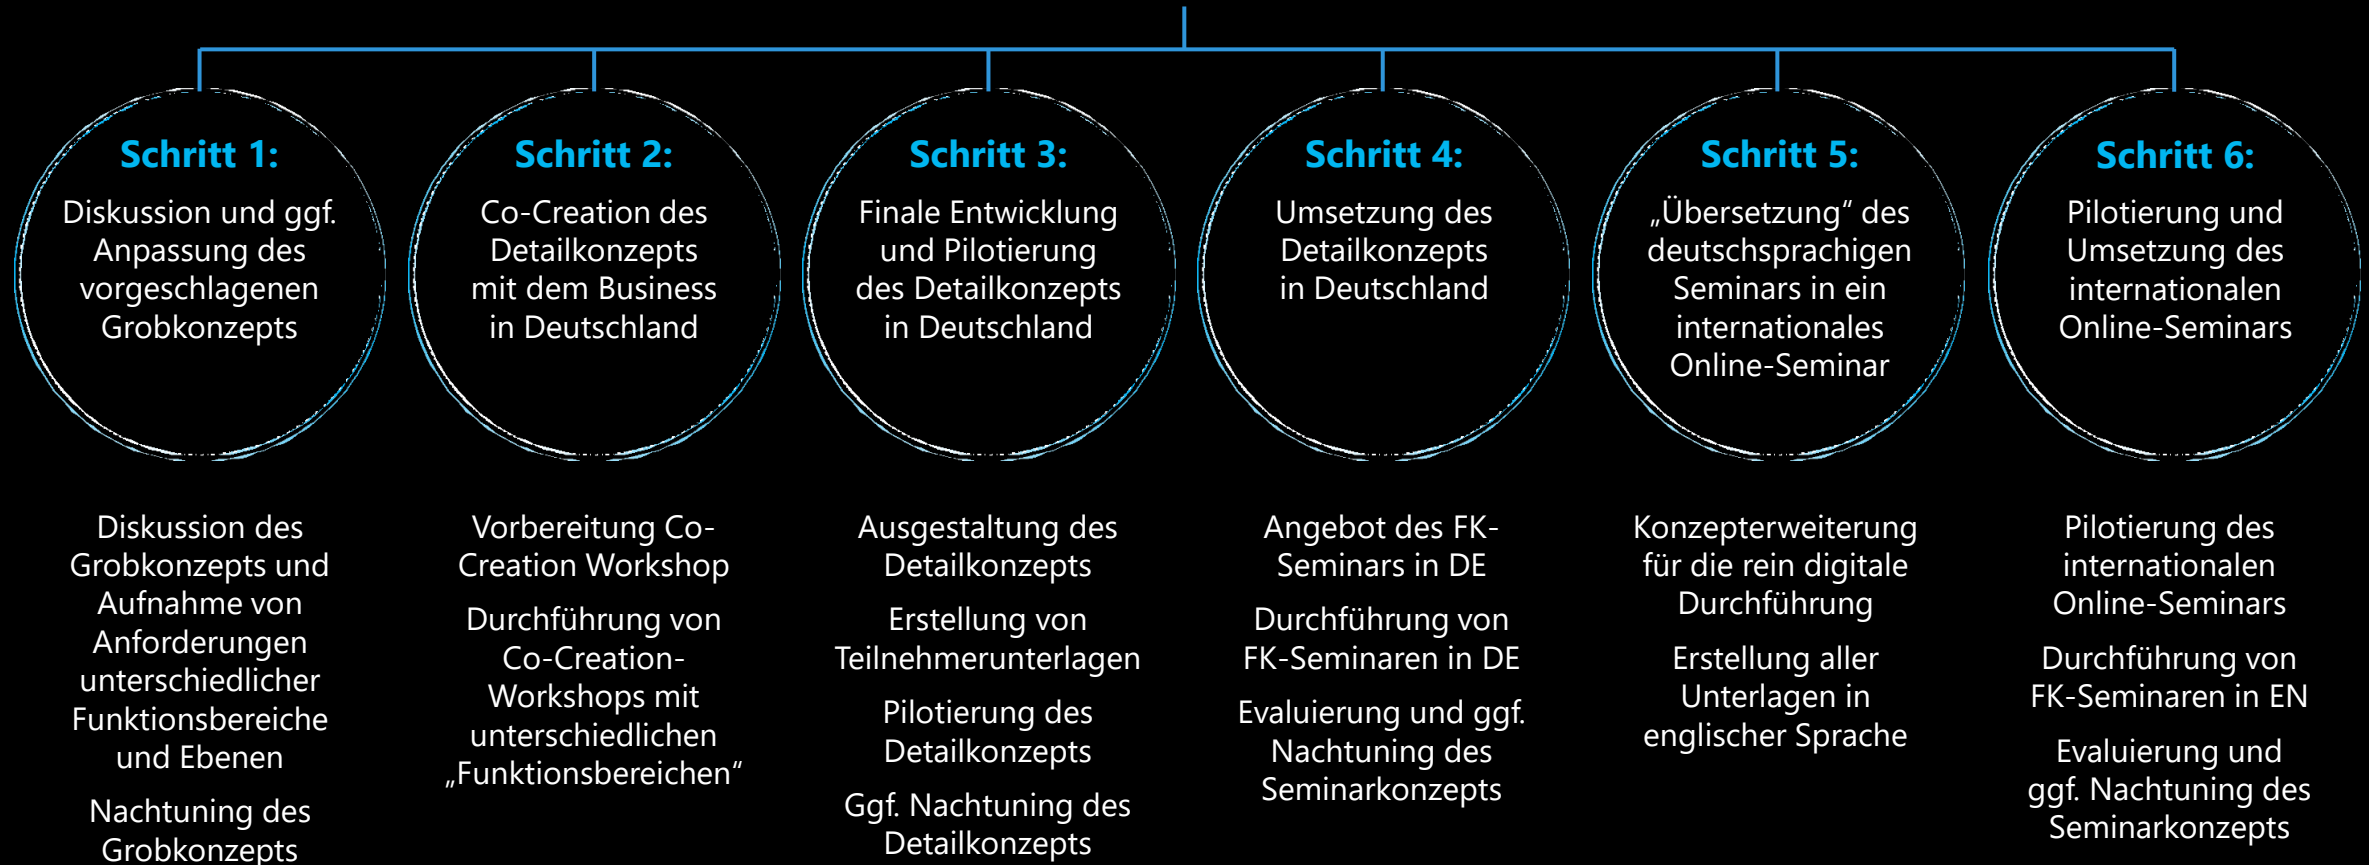 Schritt 1:
Diskussion und ggf.
Anpassung des
vorgeschlagenen
Grobkonzepts
Schritt 2:
Co-Creation des
Detailkonzepts
mit dem Business
in Deutschland
Schritt 3:
Finale Entwicklung
und Pilotierung
des Detailkonzepts
in Deutschland
Schritt 4:
Umsetzung des
Detailkonzepts
in Deutschland
Schritt 5:
„Übersetzung“ des
deutschsprachigen
Seminars in ein
internationales
Online-Seminar
Schritt 6:
Pilotierung und
Umsetzung des
internationalen
Online-Seminars
Diskussion des
Grobkonzepts und
Aufnahme von
Anforderungen
unterschiedlicher
Funktionsbereiche
und Ebenen
Nachtuning des
Grobkonzepts
Vorbereitung Co-
Creation Workshop
Durchführung von
Co-Creation-
Workshops mit
unterschiedlichen
„Funktionsbereichen“
Ausgestaltung des
Detailkonzepts
Erstellung von
Teilnehmerunterlagen
Pilotierung des
Detailkonzepts
Ggf. Nachtuning des
Detailkonzepts
Angebot des FK-
Seminars in DE
Durchführung von
FK-Seminaren in DE
Evaluierung und ggf.
Nachtuning des
Seminarkonzepts
Konzepterweiterung
für die rein digitale
Durchführung
Erstellung aller
Unterlagen in
englischer Sprache
Pilotierung des
internationalen
Online-Seminars
Durchführung von
FK-Seminaren in EN
Evaluierung und
ggf. Nachtuning des
Seminarkonzepts